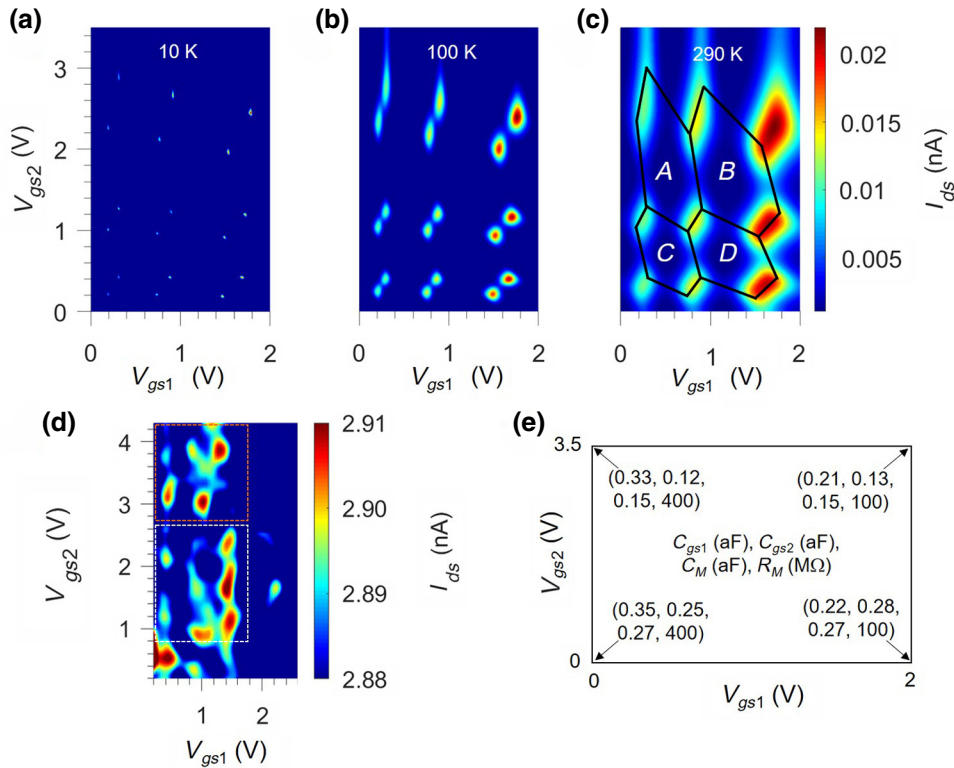 (a)
10 K
3
2
1
0
V_gs2 (V)
0
1
2
V_gs1 (V)
(b)
100 K
0
1
2
V_gs1 (V)
(c)
290 K
A
B
C
D
0
1
2
V_gs1 (V)
0.02
0.015
0.01
0.005
I_ds (nA)
(d)
4
3
2
1
V_gs2 (V)
1
2
V_gs1 (V)
2.91
2.90
2.89
2.88
I_ds (nA)
(e)
3.5
(0.33, 0.12,
0.15, 400)
(0.21, 0.13,
0.15, 100)
C_gs1 (aF), C_gs2 (aF),
C_M (aF), R_M (MΩ)
(0.35, 0.25,
0.27, 400)
(0.22, 0.28,
0.27, 100)
V_gs2 (V)
0
0
2
V_gs1 (V)